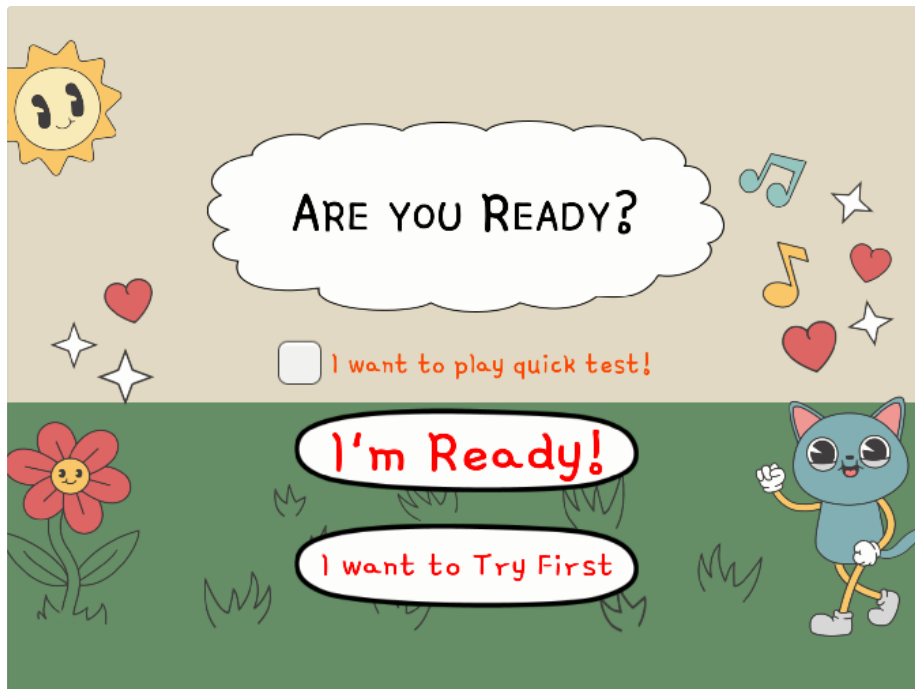 Are you Ready?
I want to play quick test!
I'm Ready!
I want to Try First